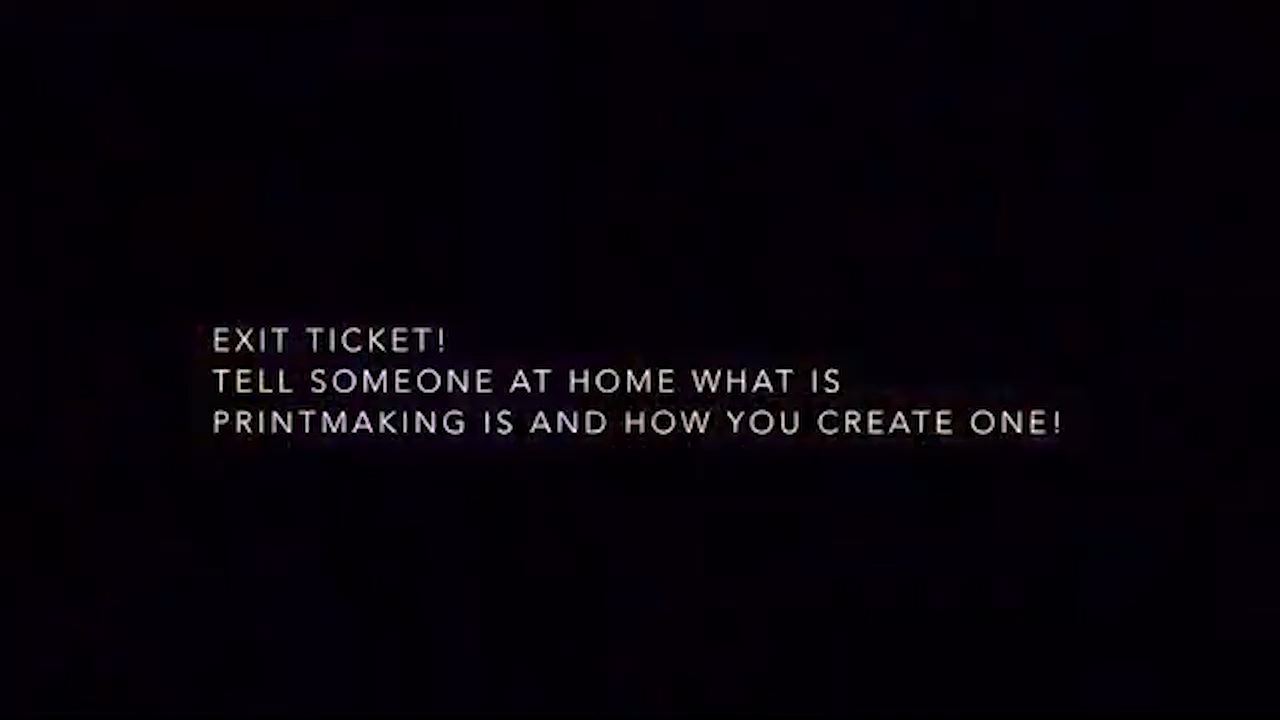 EXIT TICKET!
TELL SOMEONE AT HOME WHAT IS
PRINTMAKING IS AND HOW YOU CREATE ONE!